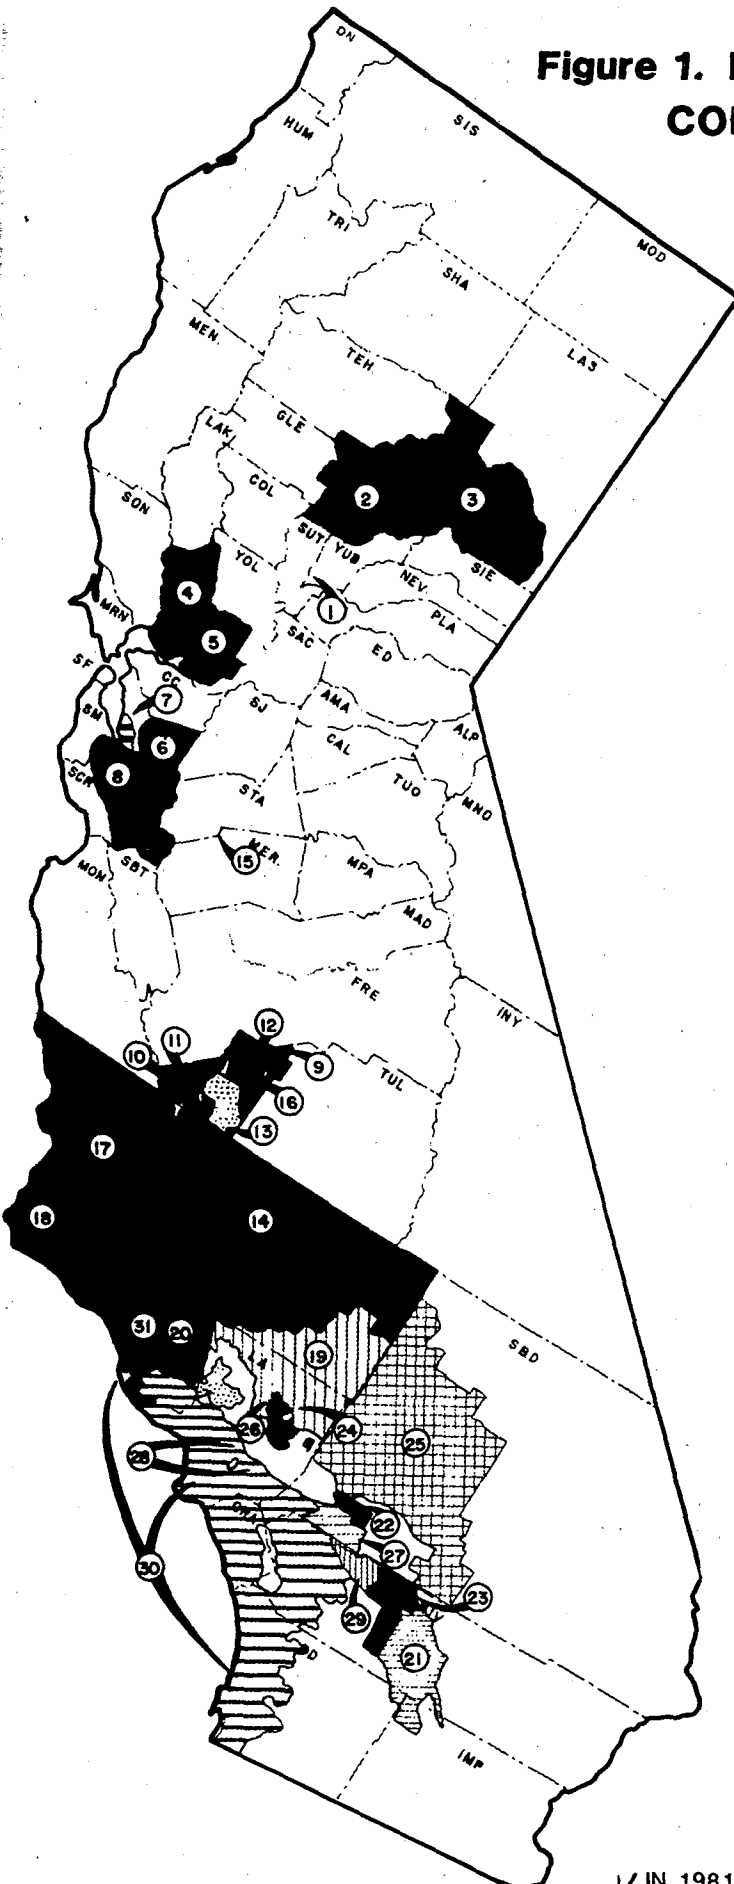 Figure 1.
DN
SIS
HUM
MOD
TRI
SHA
MEN.
TEH.
LAS
GLE
LAK
COL
2
3
SON
SUT
YUB
SIE
YOL
NEV.
4
MRN
1
PLA
5
SAC
ED
SF
CC
7
SJ
AMA
SM
ALP
6
CAL
8
SCR
TUO
STA
MNO
15
MER.
MON
SBT
MPA
MAD
FRE
INY
12
11
10
9
TUL
16
13
17
18
14
31
20
19
SBD
26
24
25
28
22
27
30
23
29
21
IMP
IN 1981